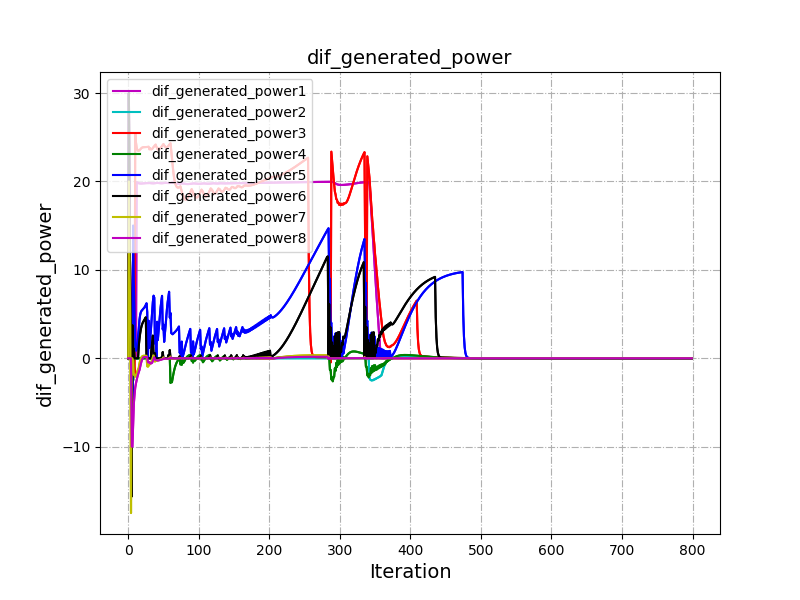 dif_generated_power
30
20
10
0
−10
dif_generated_power
dif_generated_power1
dif_generated_power2
dif_generated_power3
dif_generated_power4
dif_generated_power5
dif_generated_power6
dif_generated_power7
dif_generated_power8
0 100 200 300 400 500 600 700 800
Iteration